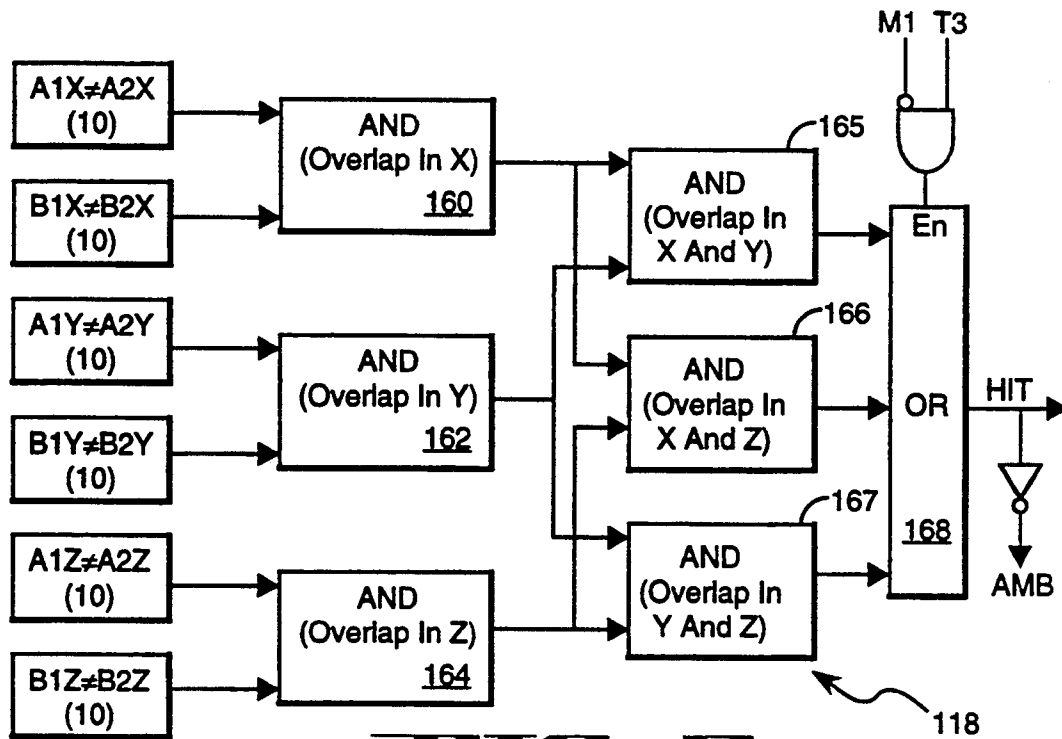 M1 T3
A1X≠A2X
(10)
B1X≠B2X
(10)
AND
(Overlap In X)
160
165
AND
(Overlap In
X And Y)
En
A1Y≠A2Y
(10)
B1Y≠B2Y
(10)
AND
(Overlap In Y)
162
166
AND
(Overlap In
X And Z)
OR
HIT
168
AMB
A1Z≠A2Z
(10)
B1Z≠B2Z
(10)
AND
(Overlap In Z)
164
167
AND
(Overlap In
Y And Z)
118